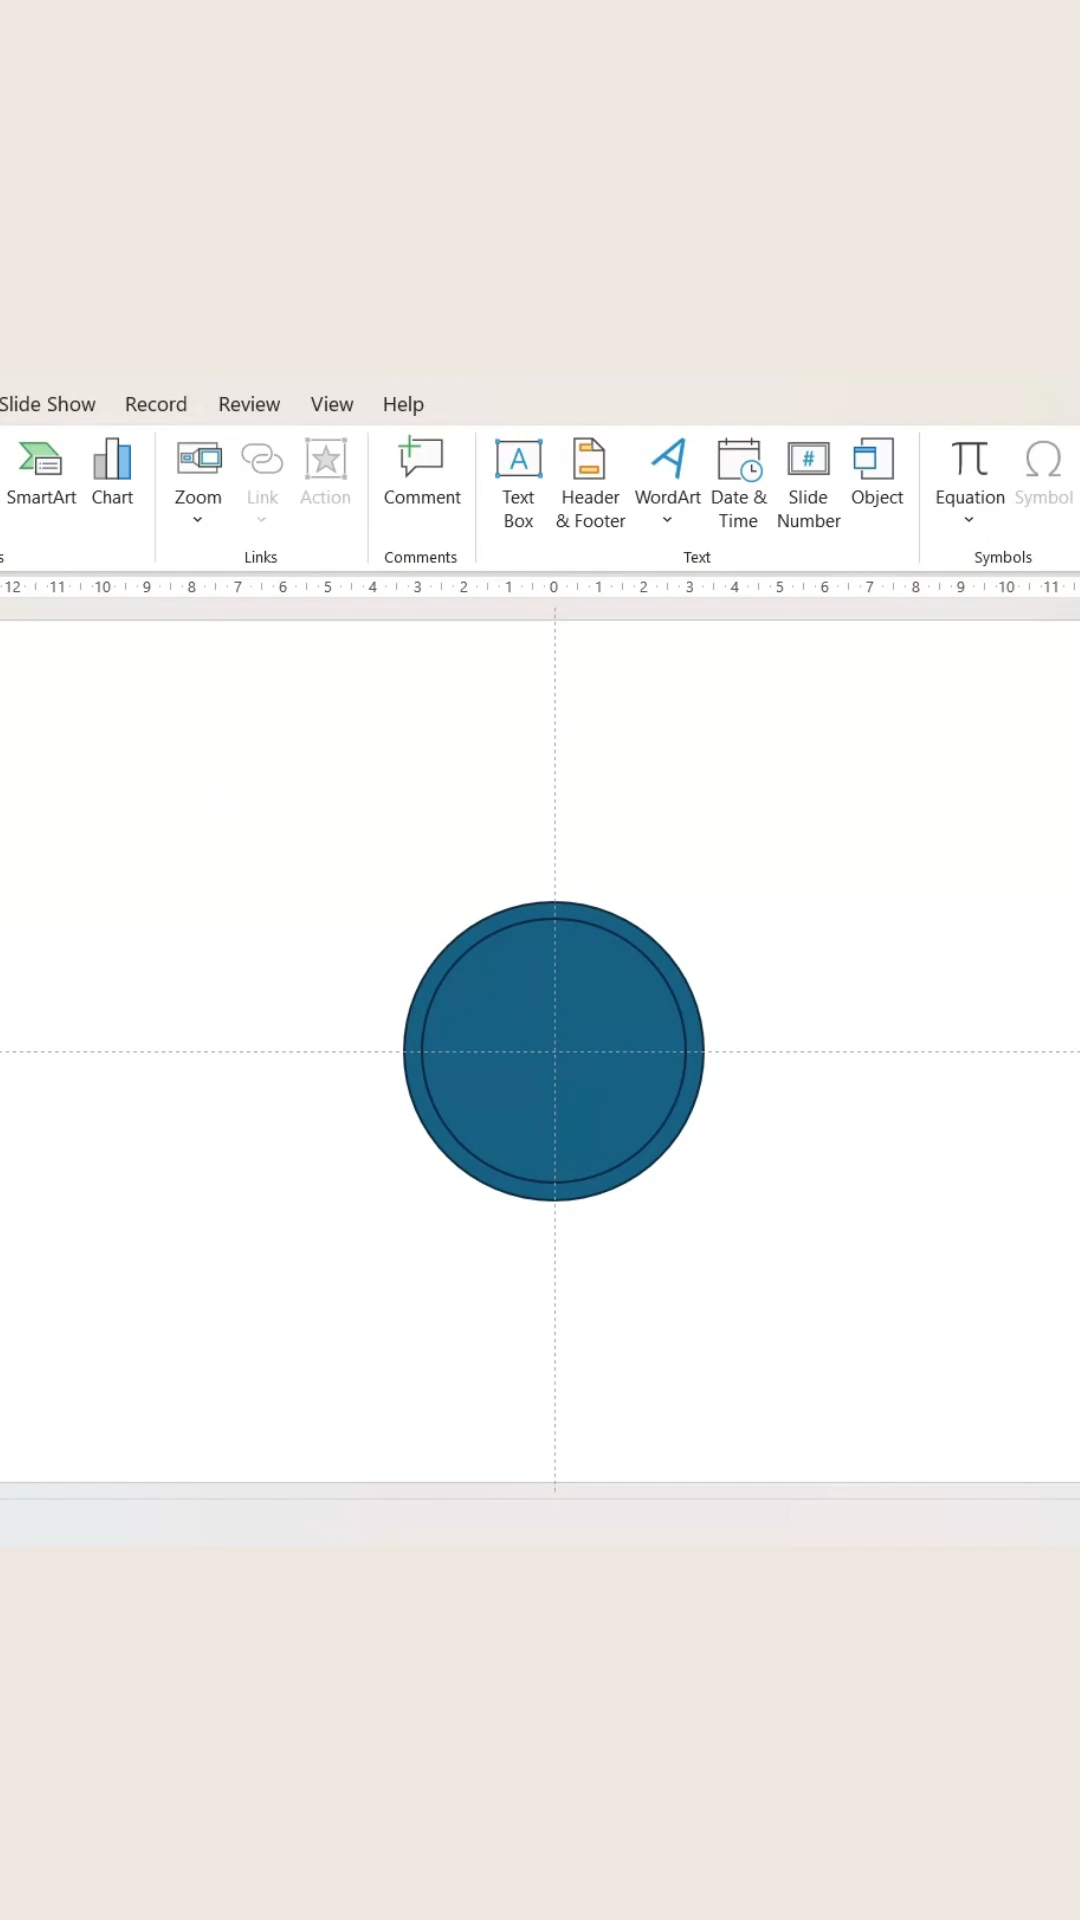 Slide Show Record Review View Help
SmartArt Chart Zoom Link Action Comment Text Box Header & Footer WordArt Date & Time Slide Number Object Equation Symbol
s Links Comments Text Symbols
12 11 10 9 8 7 6 5 4 3 2 1 0 1 2 3 4 5 6 7 8 9 10 11